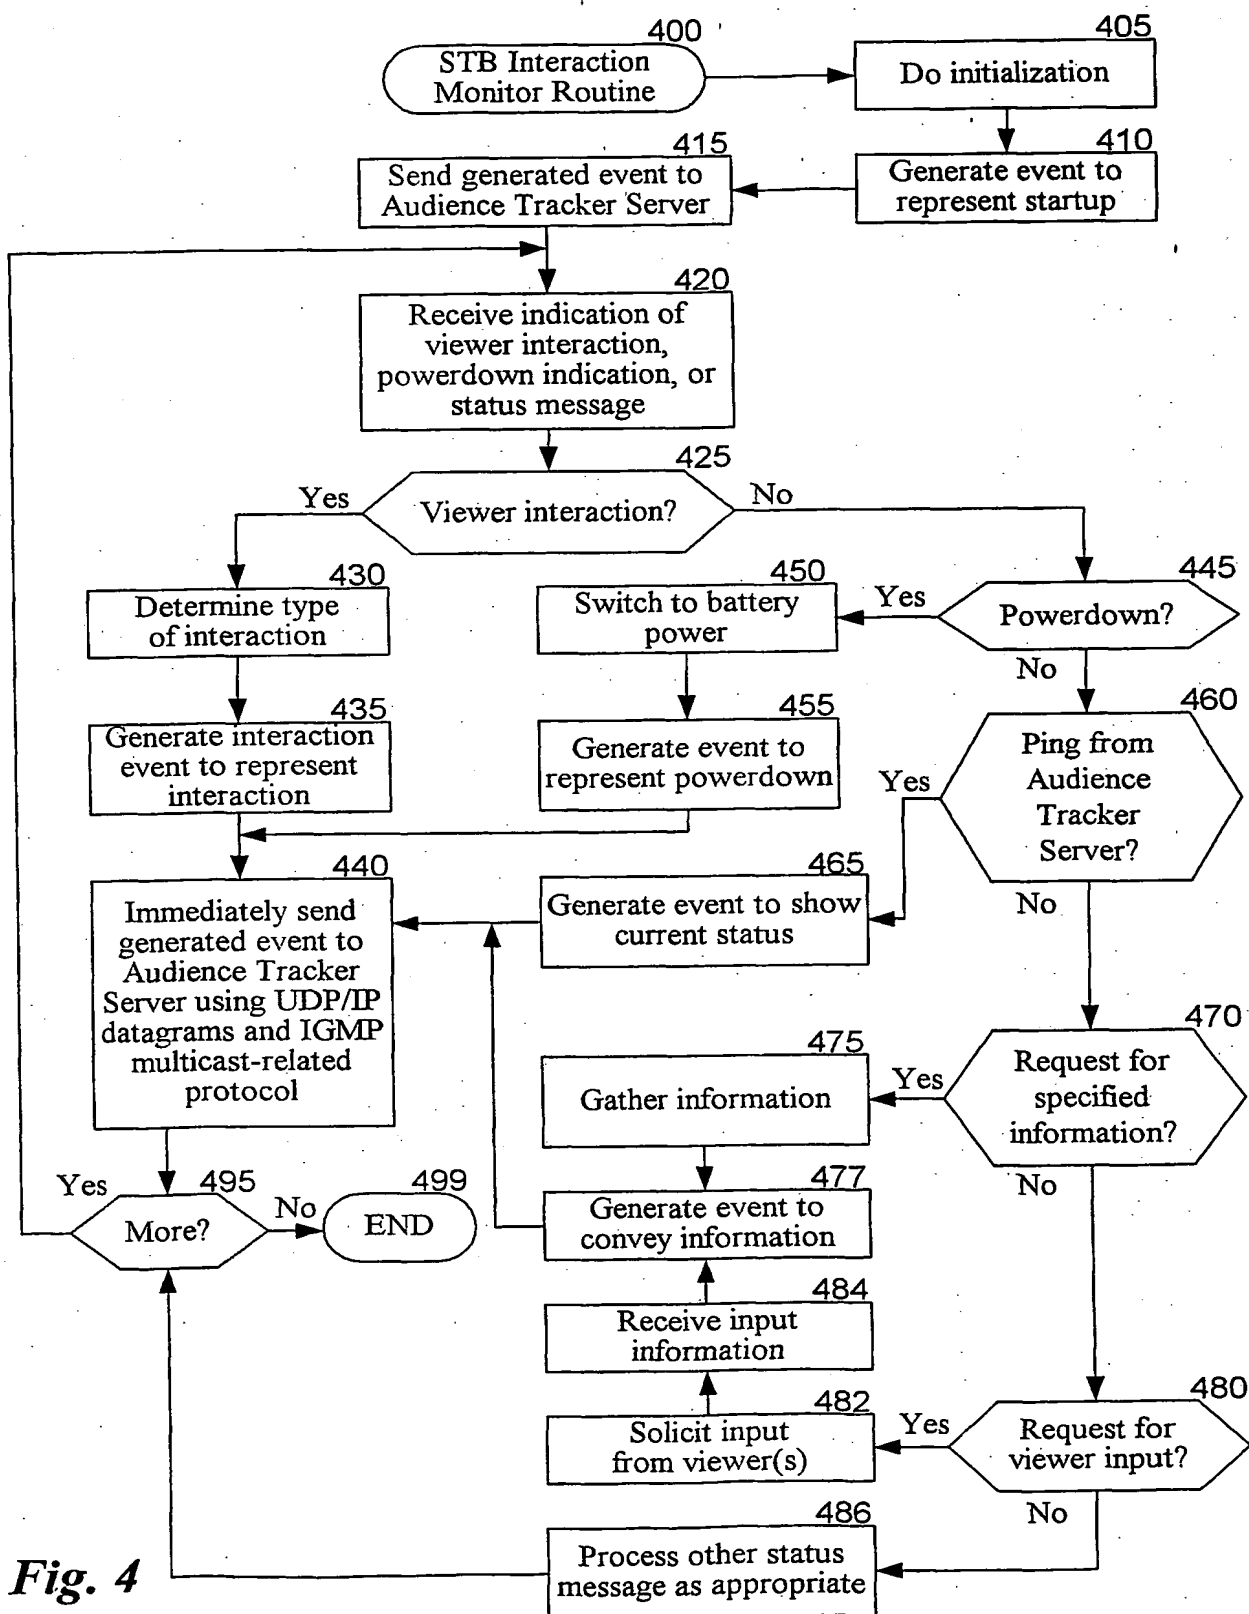 400
STB Interaction
Monitor Routine
405
Do initialization
410
Generate event to
represent startup
415
Send generated event to
Audience Tracker Server
420
Receive indication of
viewer interaction,
powerdown indication, or
status message
425
Viewer interaction?
Yes
No
430
Determine type
of interaction
435
Generate interaction
event to represent
interaction
440
Immediately send
generated event to
Audience Tracker
Server using UDP/IP
datagrams and IGMP
multicast-related
protocol
445
Powerdown?
Yes
No
450
Switch to battery
power
455
Generate event to
represent powerdown
460
Ping from
Audience
Tracker
Server?
Yes
No
465
Generate event to show
current status
470
Request for
specified
information?
Yes
No
475
Gather information
477
Generate event to
convey information
480
Request for
viewer input?
Yes
No
482
Solicit input
from viewer(s)
484
Receive input
information
486
Process other status
message as appropriate
495
More?
Yes
No
499
END
Fig. 4